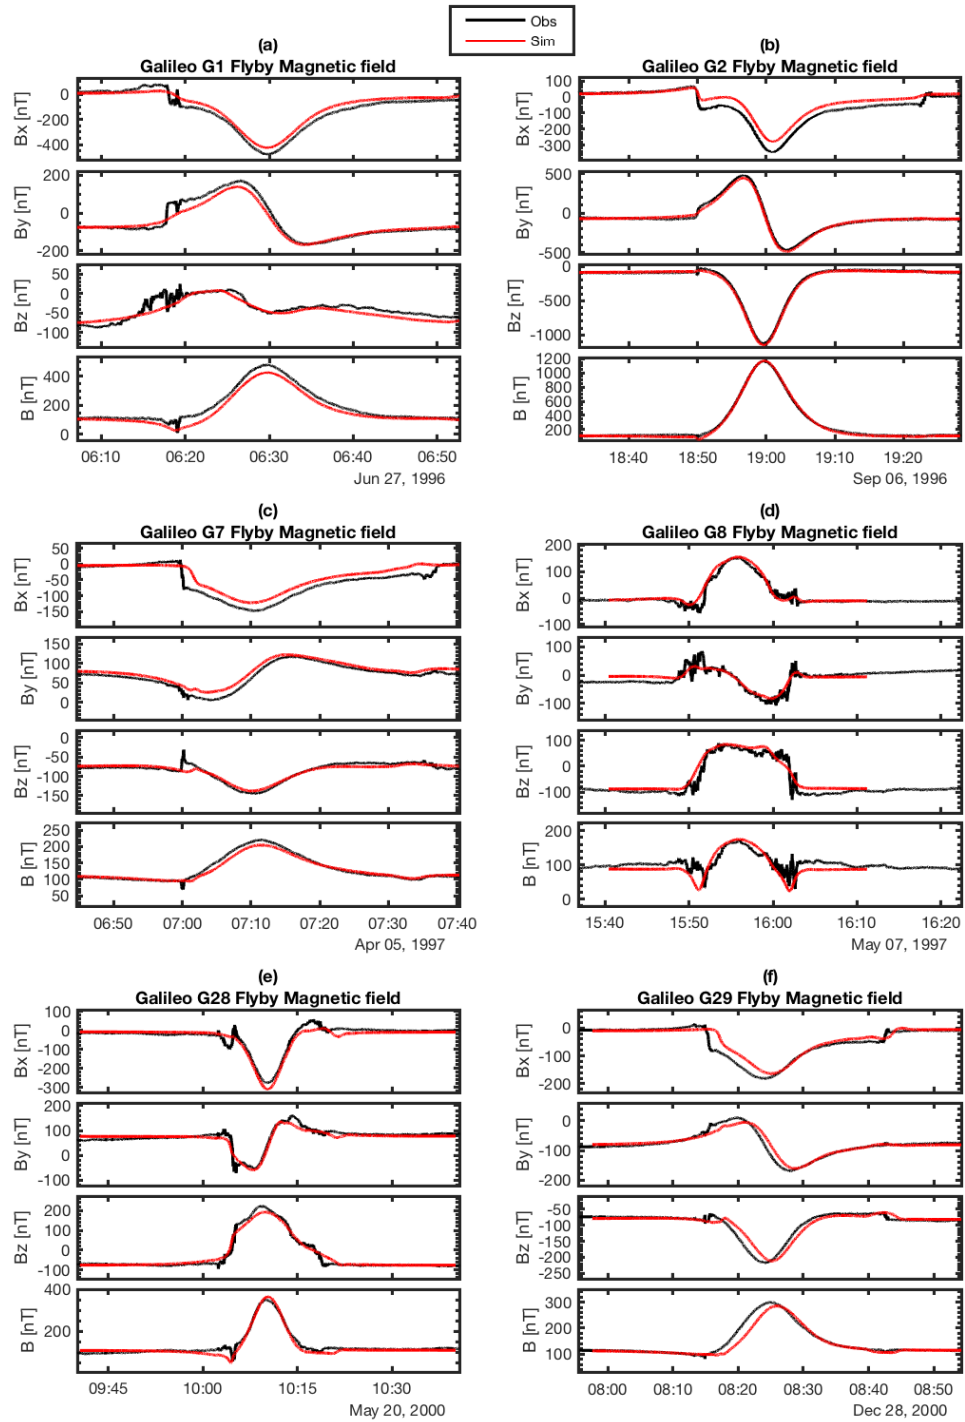 Obs
Sim
(a)
Galileo G1 Flyby Magnetic field
Bx [nT]
0
-200
-400
By [nT]
200
0
-200
Bz [nT]
50
0
-50
-100
B [nT]
400
200
0
06:10 06:20 06:30 06:40 06:50
Jun 27, 1996
(b)
Galileo G2 Flyby Magnetic field
Bx [nT]
100
0
-100
-200
-300
By [nT]
500
0
-500
Bz [nT]
0
-500
-1000
B [nT]
1200
1000
800
600
400
200
18:40 18:50 19:00 19:10 19:20
Sep 06, 1996
(c)
Galileo G7 Flyby Magnetic field
Bx [nT]
50
0
-50
-100
-150
By [nT]
150
100
50
0
Bz [nT]
0
-50
-100
-150
B [nT]
250
200
150
100
50
06:50 07:00 07:10 07:20 07:30 07:40
Apr 05, 1997
(d)
Galileo G8 Flyby Magnetic field
Bx [nT]
200
100
0
-100
By [nT]
100
0
-100
Bz [nT]
100
0
-100
B [nT]
200
100
0
15:40 15:50 16:00 16:10 16:20
May 07, 1997
(e)
Galileo G28 Flyby Magnetic field
Bx [nT]
100
0
-100
-200
-300
By [nT]
200
100
0
-100
Bz [nT]
200
100
0
-100
B [nT]
400
200
09:45 10:00 10:15 10:30
May 20, 2000
(f)
Galileo G29 Flyby Magnetic field
Bx [nT]
0
-100
-200
By [nT]
0
-100
-200
Bz [nT]
-50
-100
-150
-200
-250
B [nT]
300
200
100
08:00 08:10 08:20 08:30 08:40 08:50
Dec 28, 2000